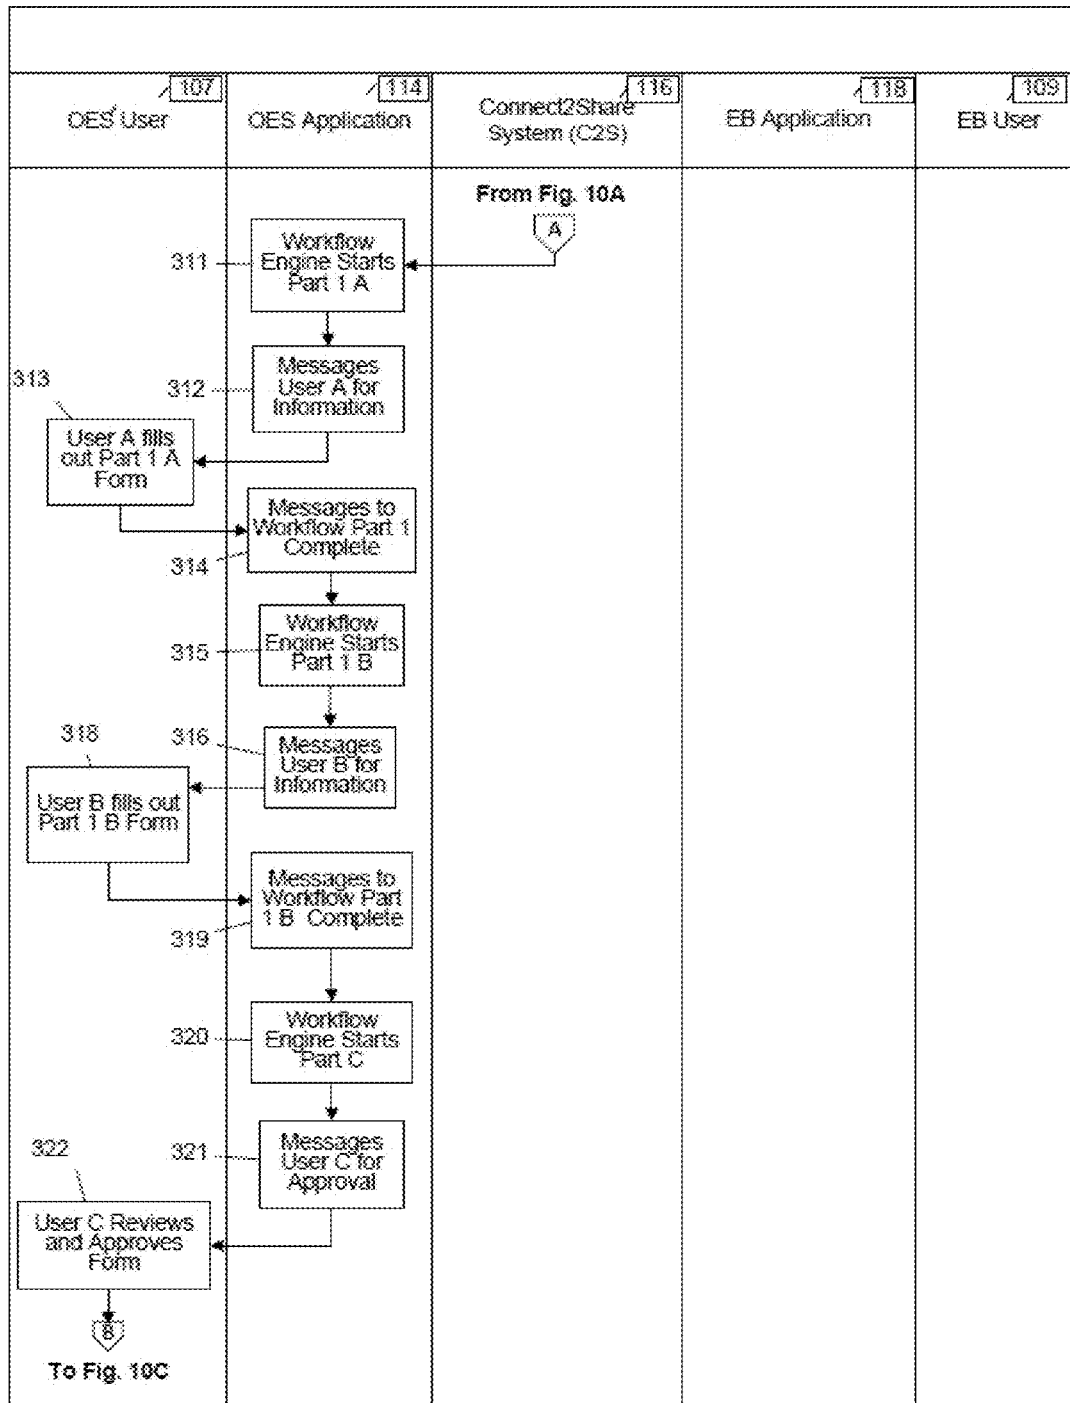 107
OES User
114
OES Application
116
Connect2Share
System (C2S)
118
EB Application
109
EB User
From Fig. 10A
A
311
Workflow
Engine Starts
Part 1 A
312
Messages
User A for
Information
313
User A fills
out Part 1 A
Form
Messages to
Workflow Part 1
Complete
314
315
Workflow
Engine Starts
Part 1 B
316
Messages
User B for
Information
318
User B fills out
Part 1 B Form
Messages to
Workflow Part
1 B Complete
319
320
Workflow
Engine Starts
Part C
321
Messages
User C for
Approval
322
User C Reviews
and Approves
Form
To Fig. 10C